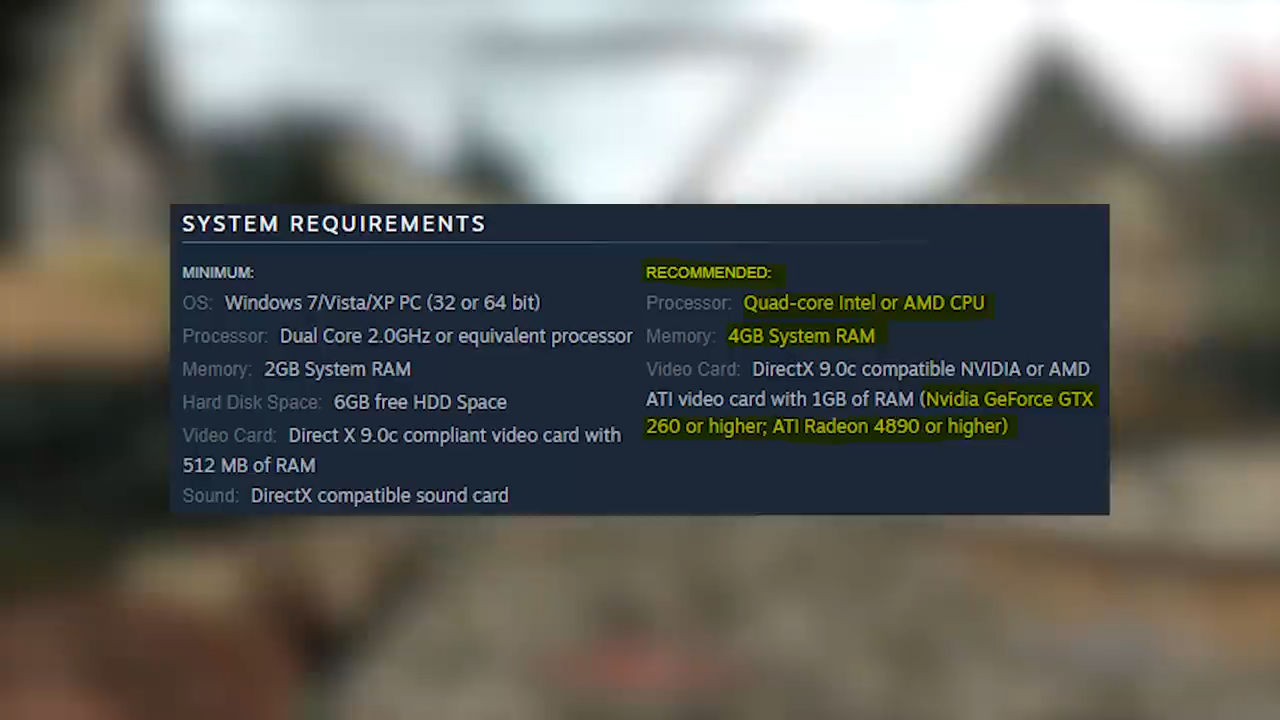 SYSTEM REQUIREMENTS
MINIMUM:
OS: Windows 7/Vista/XP PC (32 or 64 bit)
Processor: Dual Core 2.0GHz or equivalent processor
Memory: 2GB System RAM
Hard Disk Space: 6GB free HDD Space
Video Card: Direct X 9.0c compliant video card with
512 MB of RAM
Sound: DirectX compatible sound card
RECOMMENDED:
Processor: Quad-core Intel or AMD CPU
Memory: 4GB System RAM
Video Card: DirectX 9.0c compatible NVIDIA or AMD
ATI video card with 1GB of RAM (Nvidia GeForce GTX
260 or higher; ATI Radeon 4890 or higher)